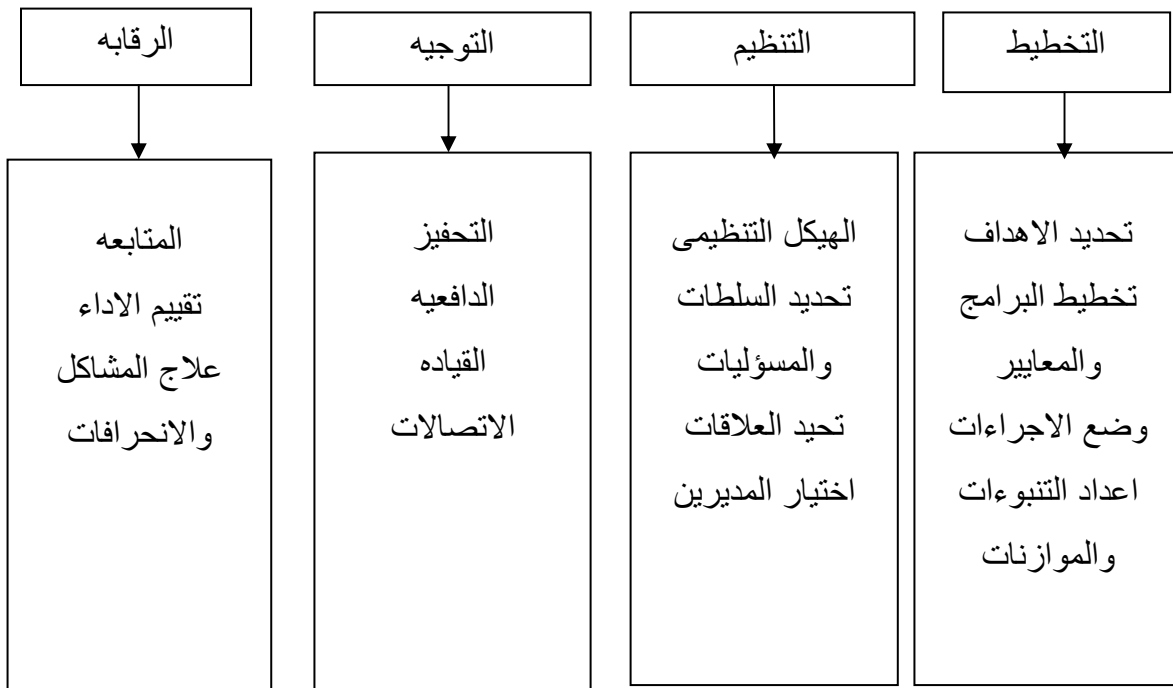 التخطيط
التنظيم
التوجيه
الرقابه
تحديد الاهداف
تخطيط البرامج
والمعايير
وضع الاجراءات
اعداد التنبوءات
والموازنات
الهيكل التنظيمى
تحديد السلطات
والمسؤليات
تحيد العلاقات
اختيار المديرين
التحفيز
الدافعيه
القياده
الاتصالات
المتابعه
تقييم الاداء
علاج المشاكل
والانحرافات